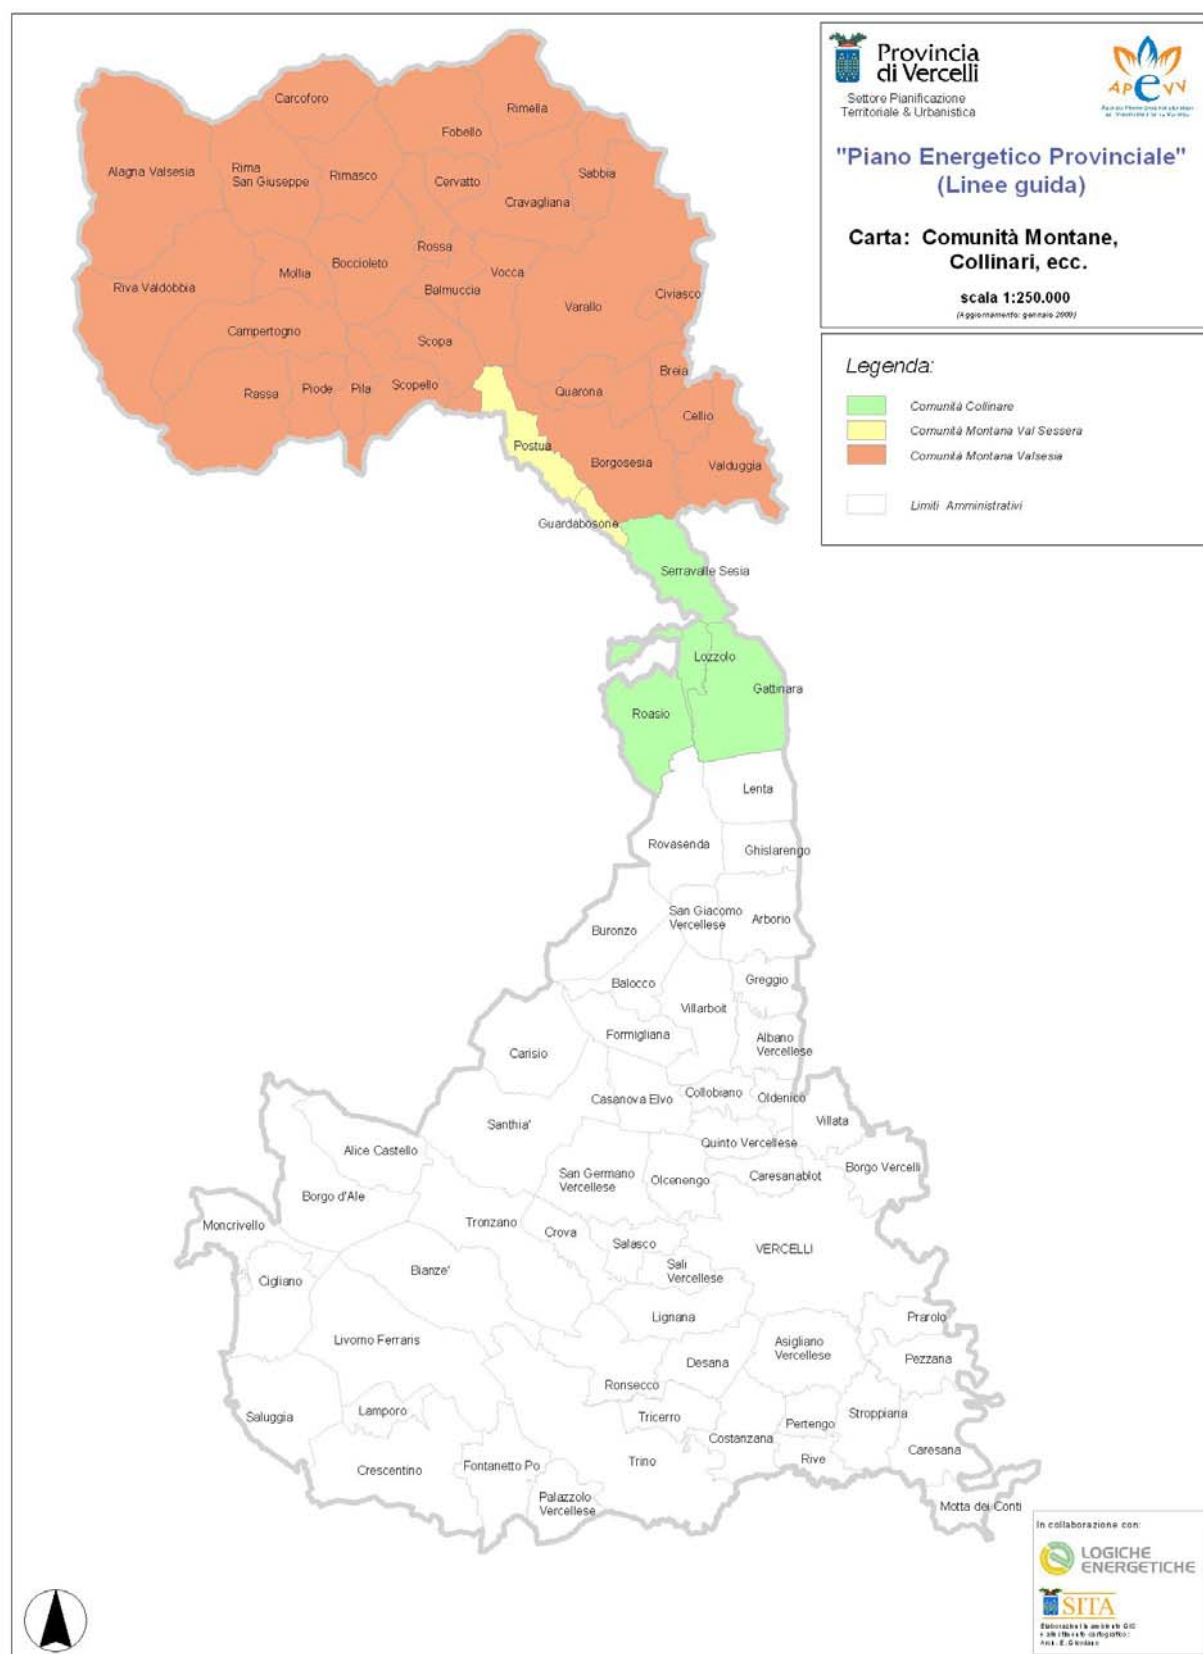 Provincia
di Vercelli
Settore Pianificazione
Territoriale & Urbanistica
"Piano Energetico Provinciale"
(Linee guida)
Carta: Comunità Montane,
Collinari, ecc.
scala 1:250.000
(Aggiornamento: gennaio 2009)
Legenda:
Comunità Collinare
Comunità Montana Val Sessera
Comunità Montana Valsesia
Limiti Amministrativi
Carcoforo
Rimella
Fobello
Alagna Valsesia
Rima
San Giuseppe
Rimasco
Cervatto
Sabbia
Cravagliana
Rossa
Boccioleto
Mollia
Vocca
Riva Valdobbia
Balmuccia
Civiasco
Varallo
Campertogno
Scopa
Breia
Rassa
Piode
Pila
Scopello
Quarona
Cellio
Postua
Borgosesia
Valduggia
Guardabosone
Serravalle Sesia
Lozzolo
Gattinara
Roasio
Lenta
Rovasenda
Ghislarengo
San Giacomo
Vercellese
Arborio
Buronzo
Balocco
Greggio
Villarboit
Formigliana
Albano
Vercellese
Carisio
Casanova Elvo
Collobiano
Oldenico
Santhia'
Villata
Quinto Vercellese
Alice Castello
San Germano
Vercellese
Olcenengo
Caresanablot
Borgo Vercelli
Borgo d'Ale
Moncrivello
Tronzano
Crova
Salasco
VERCELLI
Cigliano
Bianze'
Sali
Vercellese
Lignana
Prarolo
Livorno Ferraris
Asigliano
Vercellese
Desana
Pezzana
Ronsecco
Saluggia
Lamporo
Tricerro
Pertengo
Stroppiana
Costanzana
Crescentino
Fontanetto Po
Trino
Rive
Caresana
Palazzolo
Vercellese
Motta dei Conti
In collaborazione con:
LOGICHE
ENERGETICHE
SITA